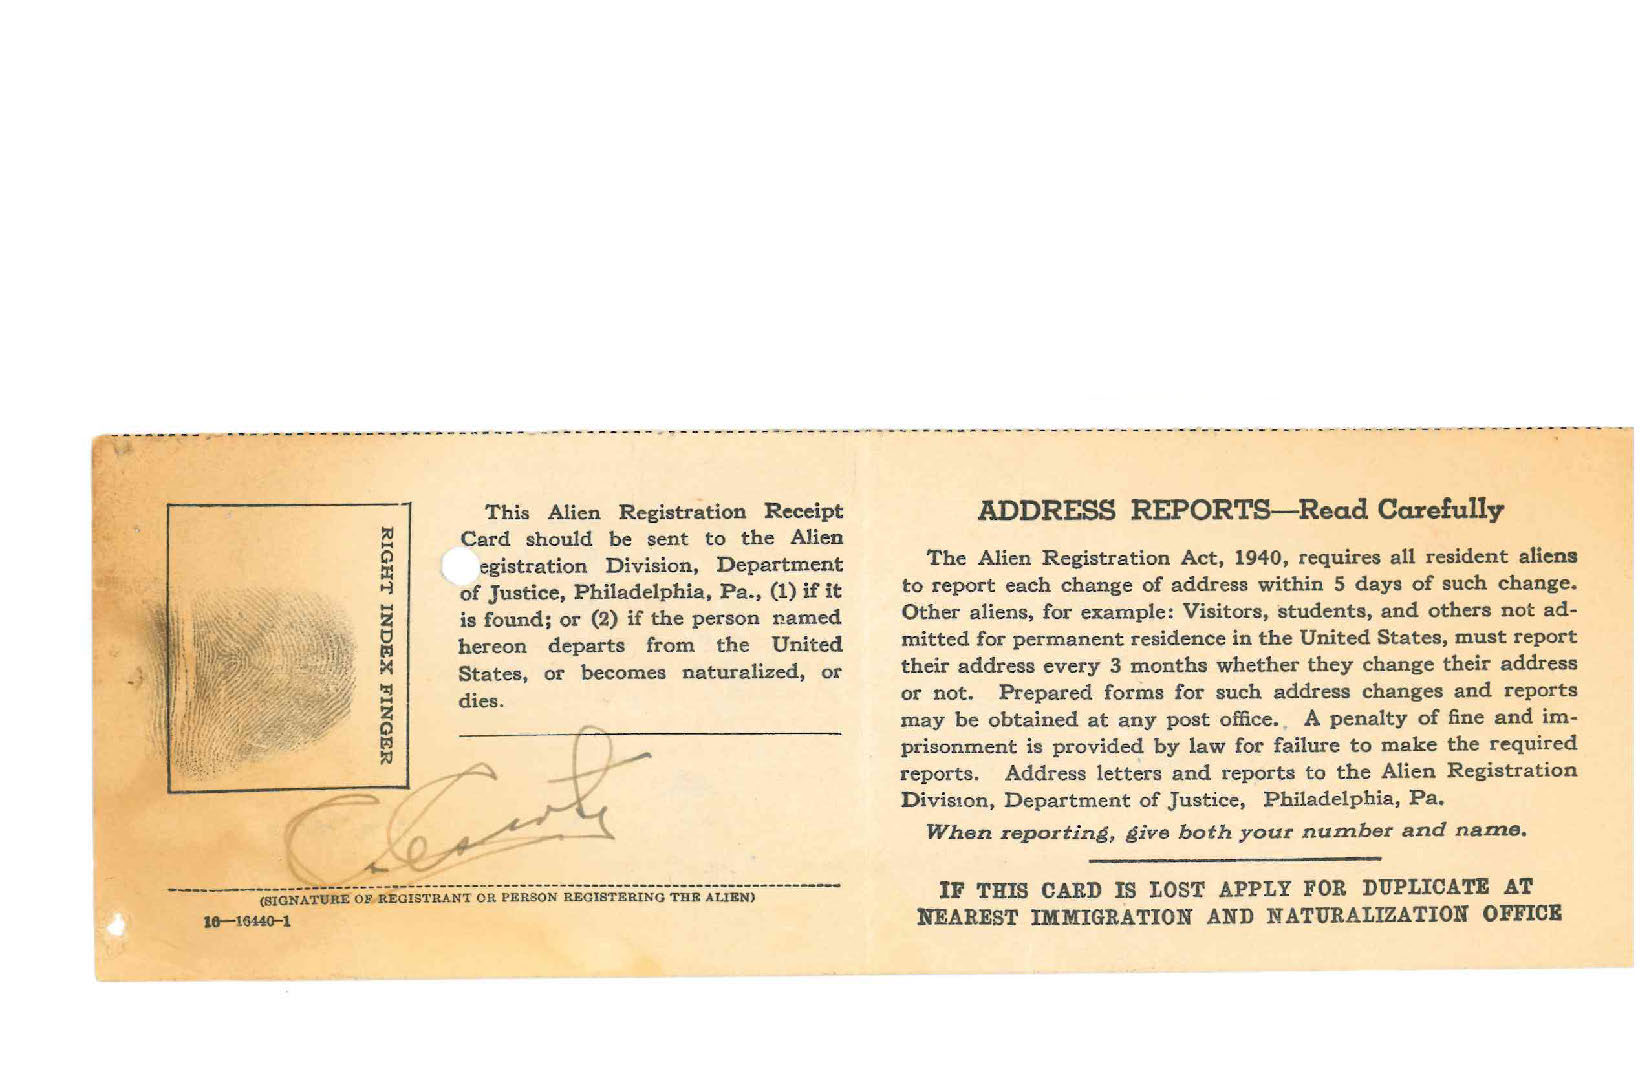 RIGHT INDEX FINGER
This Alien Registration Receipt
Card should be sent to the Alien
egistration Division, Department
of Justice, Philadelphia, Pa., (1) if it
is found; or (2) if the person named
hereon departs from the United
States, or becomes naturalized, or
dies.
(SIGNATURE OF REGISTRANT OR PERSON REGISTERING THE ALIEN)
16—16440-1
ADDRESS REPORTS—Read Carefully
The Alien Registration Act, 1940, requires all resident aliens
to report each change of address within 5 days of such change.
Other aliens, for example: Visitors, students, and others not ad-
mitted for permanent residence in the United States, must report
their address every 3 months whether they change their address
or not. Prepared forms for such address changes and reports
may be obtained at any post office. A penalty of fine and im-
prisonment is provided by law for failure to make the required
reports. Address letters and reports to the Alien Registration
Division, Department of Justice, Philadelphia, Pa.
When reporting, give both your number and name.
IF THIS CARD IS LOST APPLY FOR DUPLICATE AT
NEAREST IMMIGRATION AND NATURALIZATION OFFICE